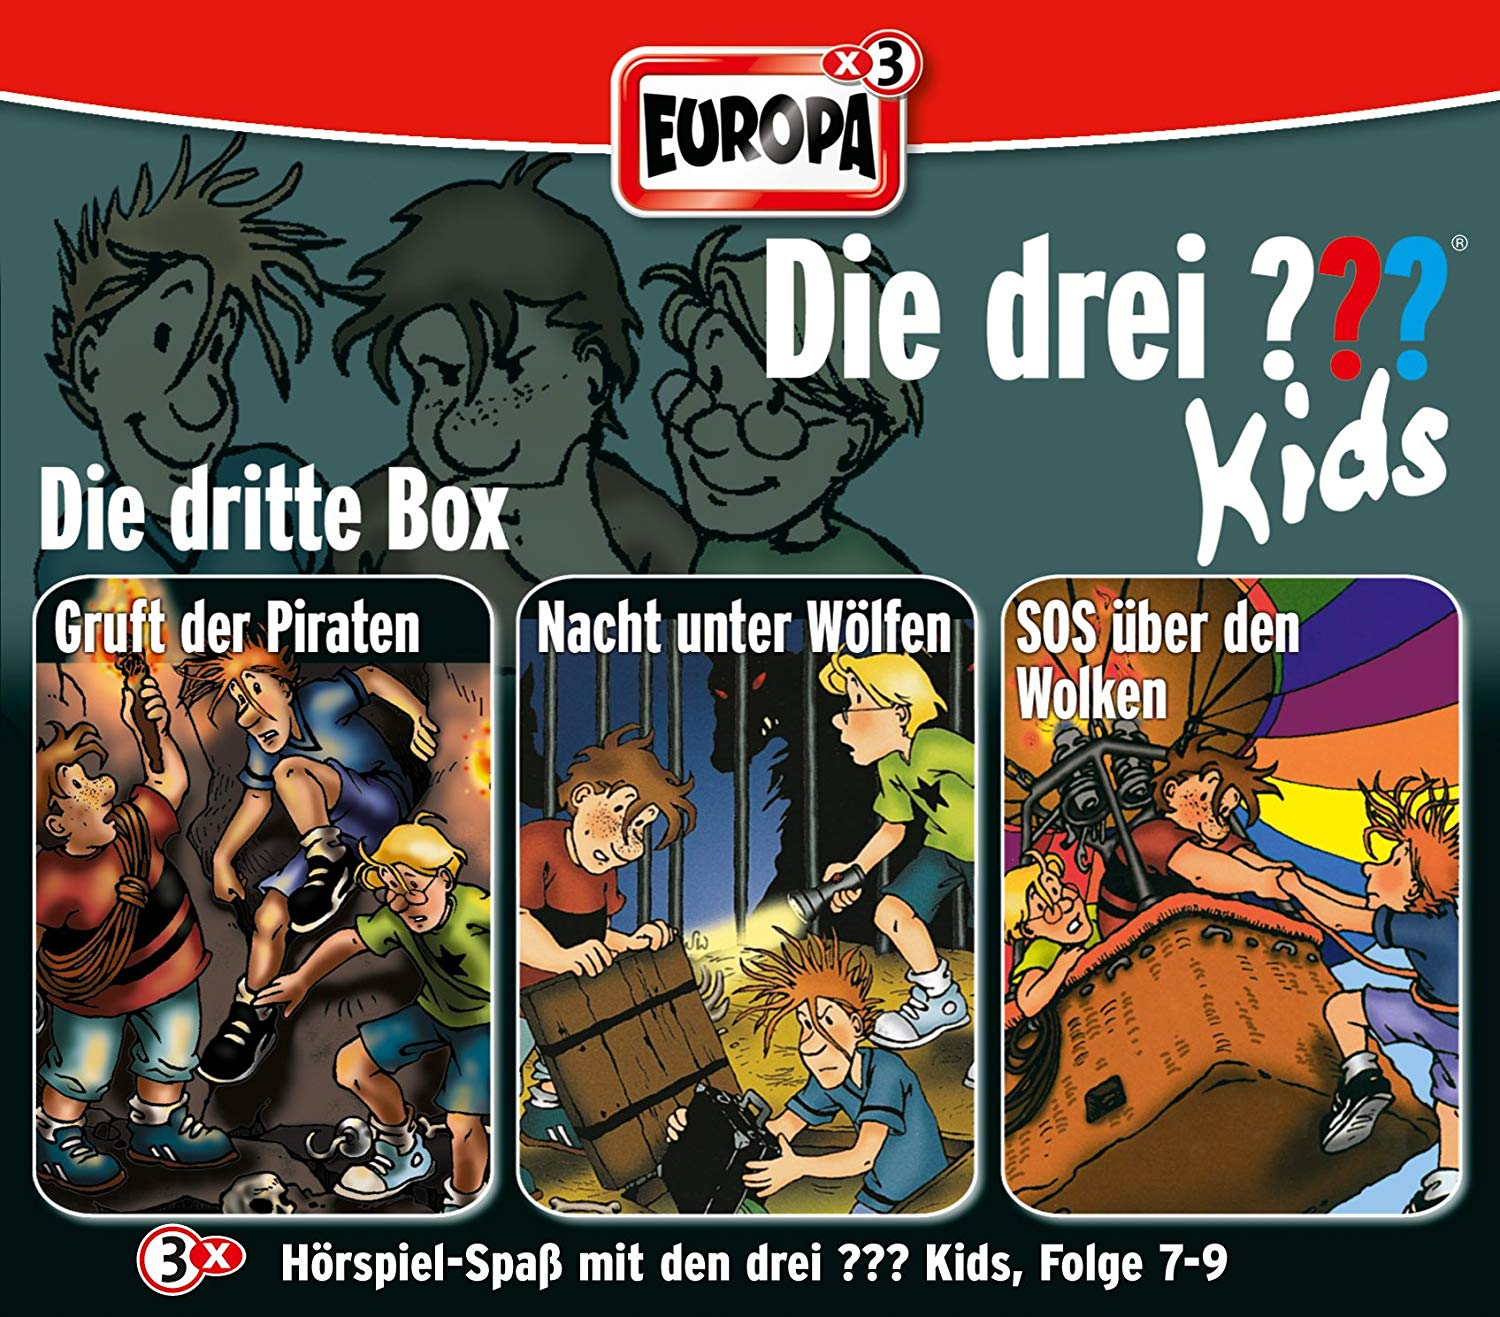 x3
EUROPA
Die drei ???®
Kids
Die dritte Box
Gruft der Piraten
Nacht unter Wölfen
SOS über den
Wolken
SW
3x
Hörspiel-Spaß mit den drei ??? Kids, Folge 7-9